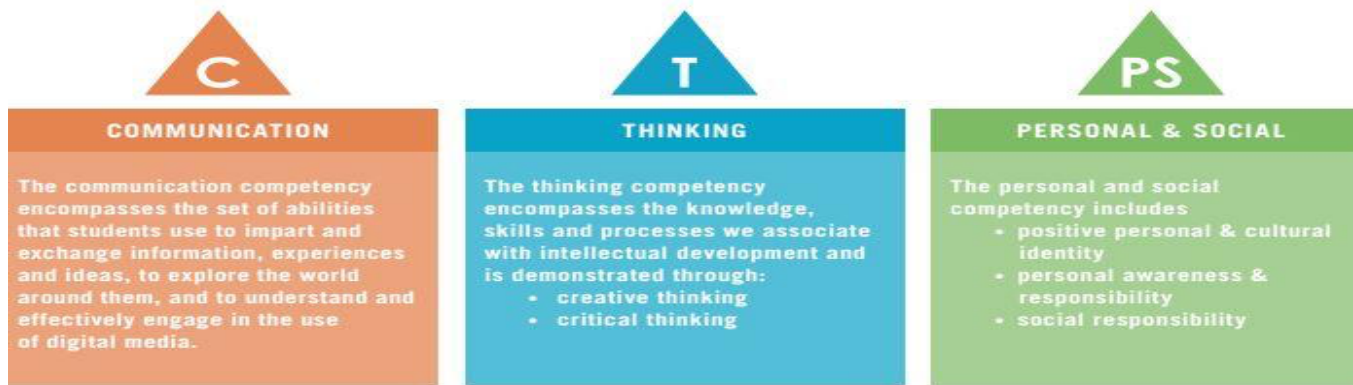 C
COMMUNICATION
The communication competency
encompasses the set of abilities
that students use to impart and
exchange information, experiences
and ideas, to explore the world
around them, and to understand and
effectively engage in the use
of digital media.
T
THINKING
The thinking competency
encompasses the knowledge,
skills and processes we associate
with intellectual development and
is demonstrated through:
• creative thinking
• critical thinking
PS
PERSONAL & SOCIAL
The personal and social
competency includes
• positive personal & cultural
identity
• personal awareness &
responsibility
• social responsibility